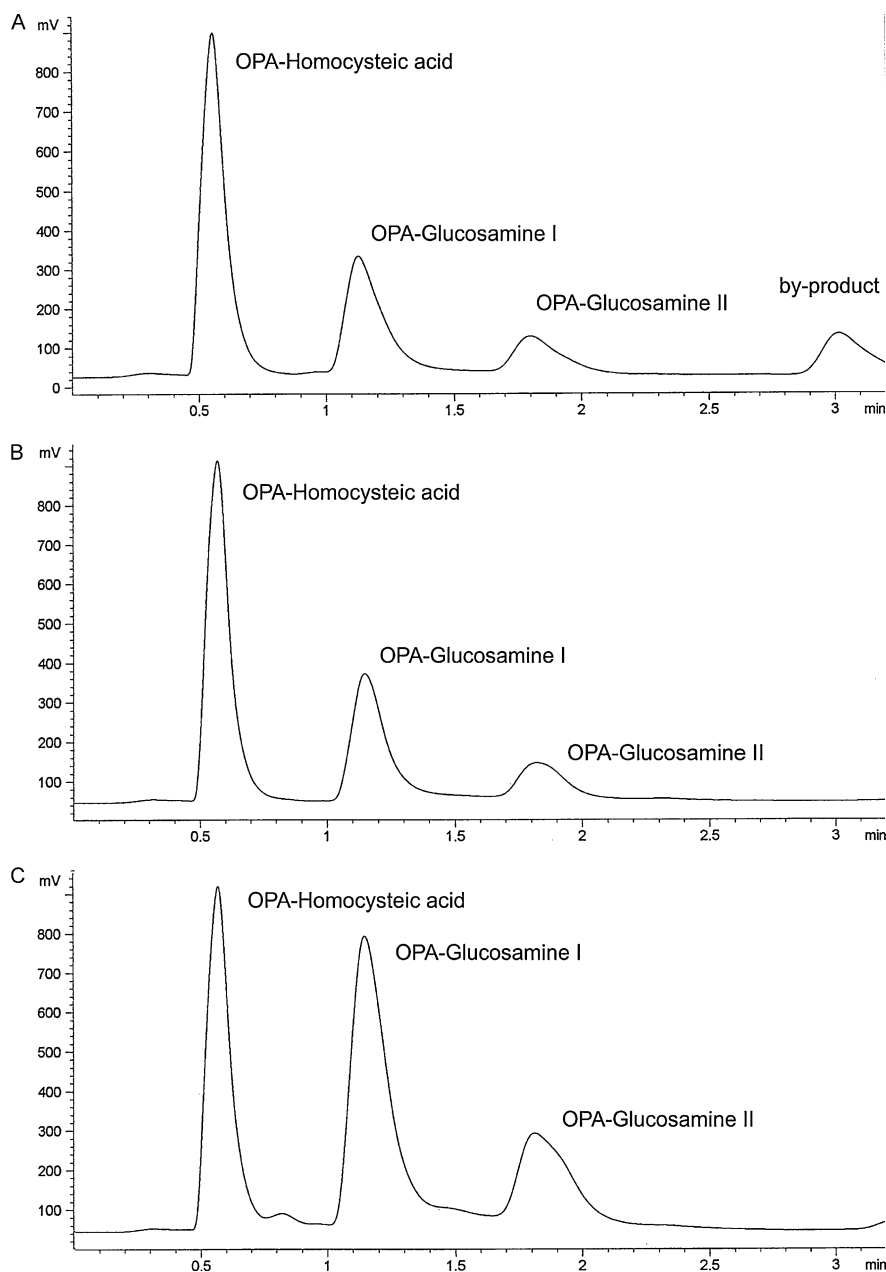 A
mV
OPA-Homocysteic acid
800
700
600
500
400
300
200
100
0
OPA-Glucosamine I
OPA-Glucosamine II
by-product
0.5 1 1.5 2 2.5 3 min
B
mV
OPA-Homocysteic acid
800
700
600
500
400
300
200
100
OPA-Glucosamine I
OPA-Glucosamine II
0.5 1 1.5 2 2.5 3 min
C
mV
OPA-Homocysteic acid
OPA-Glucosamine I
800
700
600
500
400
300
200
100
OPA-Glucosamine II
0.5 1 1.5 2 2.5 3 min